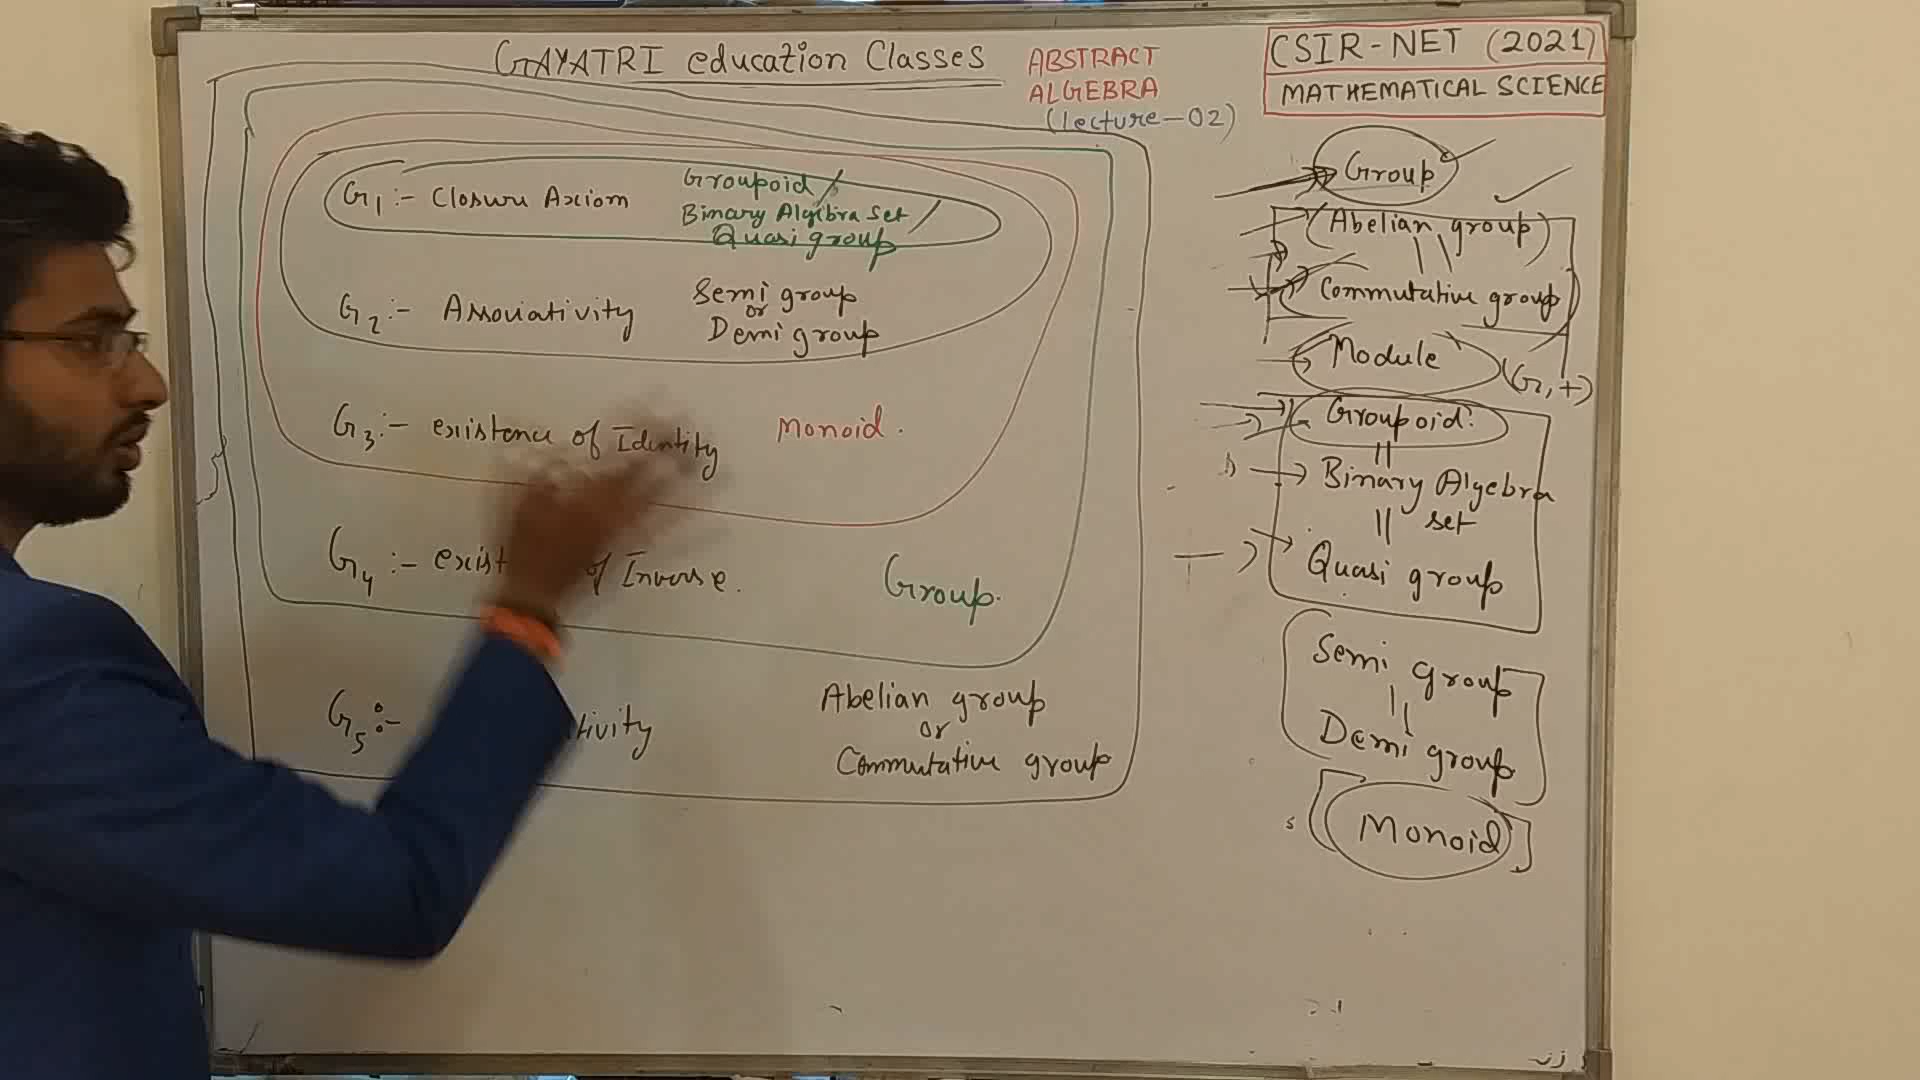 GAYATRI education Classes
ABSTRACT
ALGEBRA
(lecture-02)
CSIR-NET (2021)
MATHEMATICAL SCIENCE
G1:- Closure Axiom
Groupoid /
Binary Algebra Set /
Quasi group
G2:- Associativity
Semi group
or
Demi group
G3:- existence of Identity
Monoid.
G4:- exist of Inverse.
Group.
G5:- tivity
Abelian group
or
Commutative group
Group
(Abelian group)
Commutative group
Module
(G,+)
Groupoid:
Binary Algebra
set
Quasi group
Semi group
Demi group
Monoid